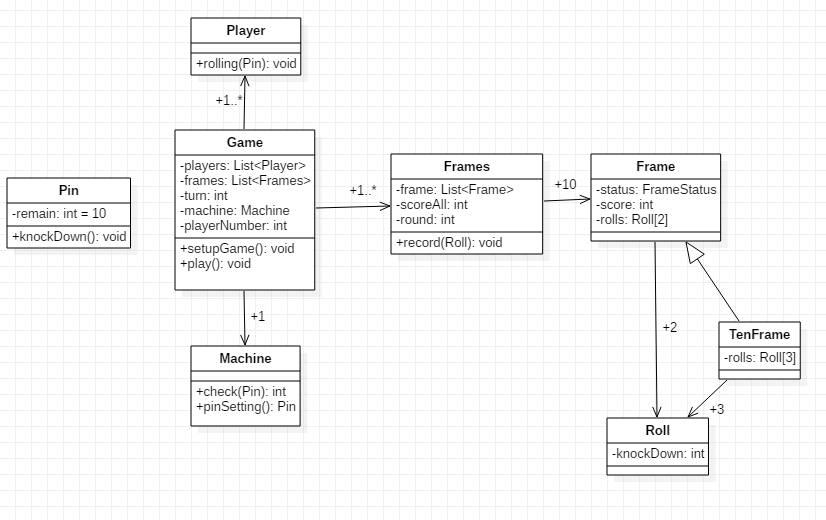 Player
+rolling(Pin): void
+1..*
Game
-players: List<Player>
-frames: List<Frames>
-turn: int
-machine: Machine
-playerNumber: int
+setupGame(): void
+play(): void
Pin
-remain: int = 10
+knockDown(): void
+1..*
Frames
-frame: List<Frame>
-scoreAll: int
-round: int
+record(Roll): void
+10
Frame
-status: FrameStatus
-score: int
-rolls: Roll[2]
+1
Machine
+check(Pin): int
+pinSetting(): Pin
+2
TenFrame
-rolls: Roll[3]
+3
Roll
-knockDown: int